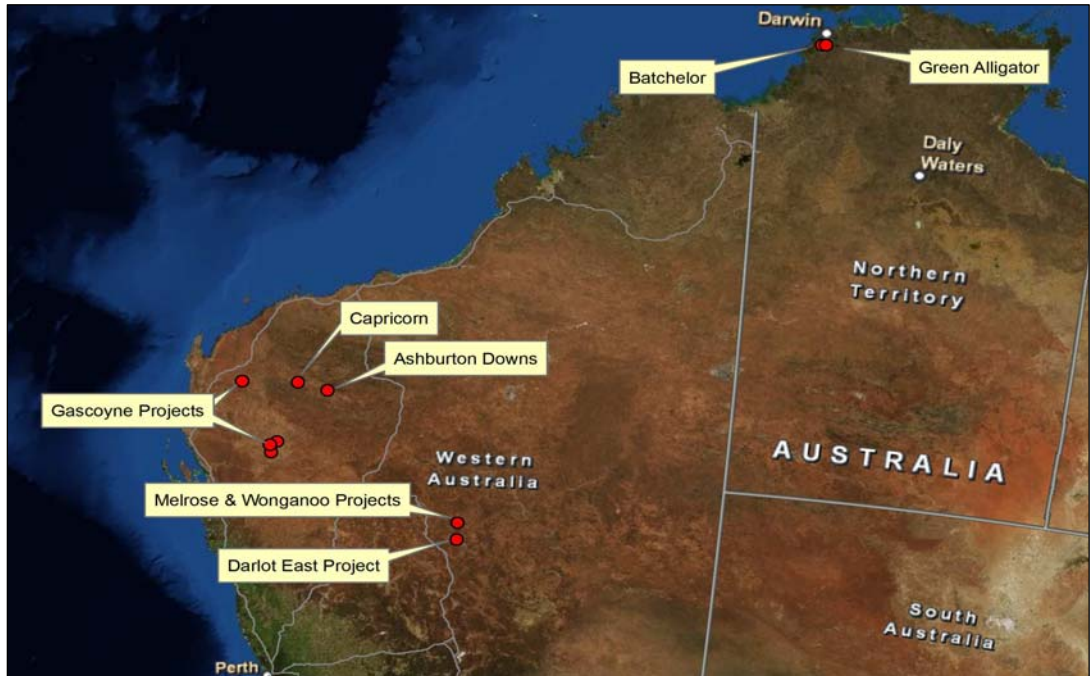 Darwin
Batchelor
Green Alligator
Daly
Waters
Northern
Territory
Capricorn
Ashburton Downs
Gascoyne Projects
Western
Australia
AUSTRALIA
Melrose & Wonganoo Projects
Darlot East Project
South
Australia
Perth